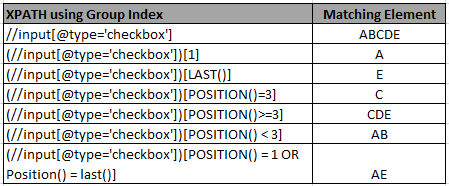 XPATH using Group Index Matching Element
//input[@type='checkbox'] ABCDE
(//input[@type='checkbox'])[1] A
(//input[@type='checkbox'])[LAST()] E
(//input[@type='checkbox'])[POSITION()=3] C
(//input[@type='checkbox'])[POSITION()>=3] CDE
(//input[@type='checkbox'])[POSITION() < 3] AB
(//input[@type='checkbox'])[POSITION() = 1 OR
Position() = last()] AE